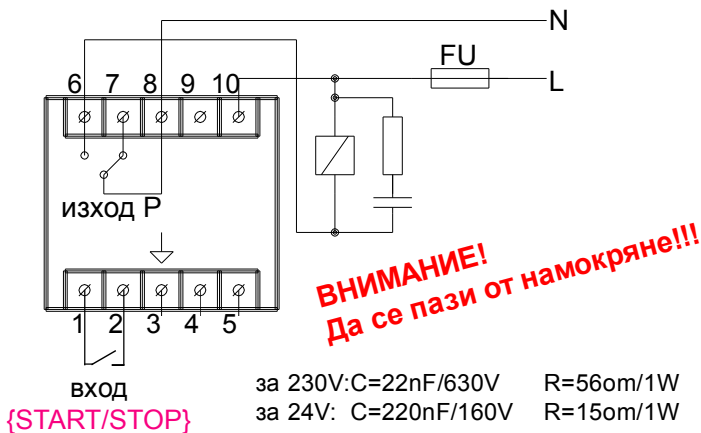 N
FU
L
6 7 8 9 10
изход P
1 2 3 4 5
вход
{START/STOP}
ВНИМАНИЕ!
Да се пази от намокряне!!!
за 230V:C=22nF/630V R=56om/1W
за 24V: C=220nF/160V R=15om/1W